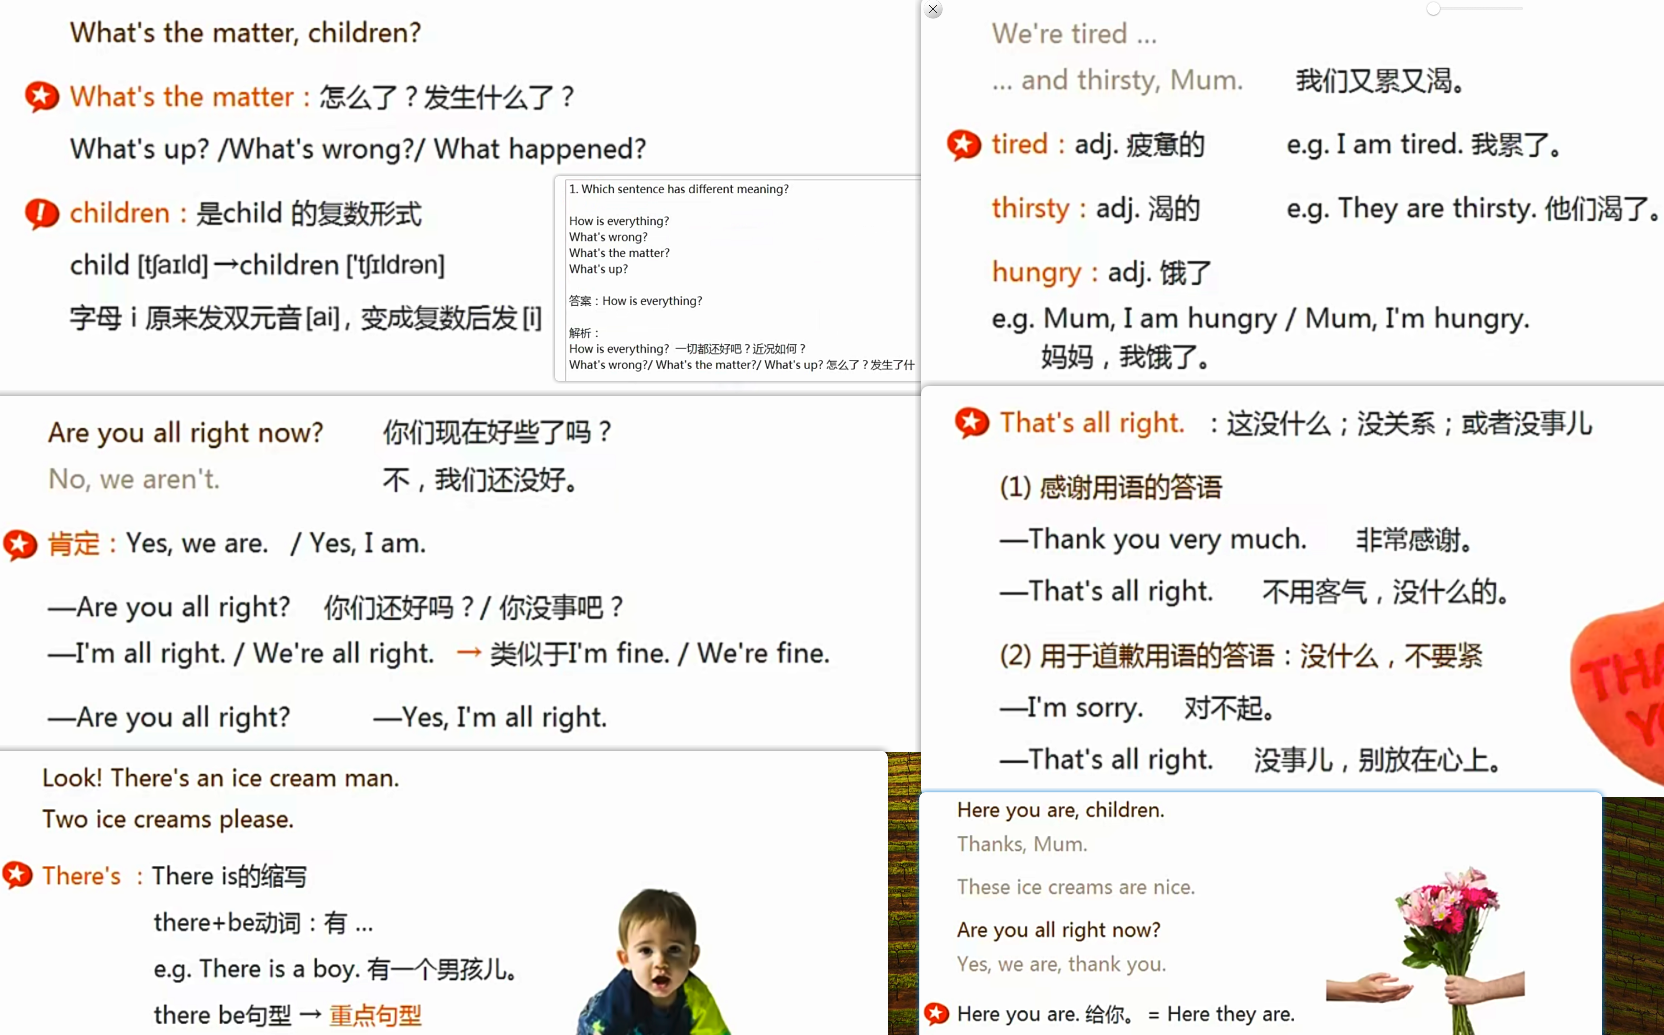 What's the matter, children?
What's the matter：怎么了？发生什么了？
What's up? /What's wrong?/ What happened?
children：是child 的复数形式
child [tʃaɪld]→children ['tʃɪldrən]
字母 i 原来发双元音[ai]，变成复数后发[i]
1. Which sentence has different meaning?
How is everything?
What's wrong?
What's the matter?
What's up?
答案：How is everything?
解析：
How is everything? 一切都还好吧？近况如何？
What's wrong?/ What's the matter?/ What's up? 怎么了？发生了什
We're tired ...
... and thirsty, Mum. 我们又累又渴。
tired：adj. 疲惫的 e.g. I am tired. 我累了。
thirsty：adj. 渴的 e.g. They are thirsty. 他们渴了。
hungry：adj. 饿了
e.g. Mum, I am hungry / Mum, I'm hungry.
妈妈，我饿了。
Are you all right now? 你们现在好些了吗？
No, we aren't. 不，我们还没好。
肯定：Yes, we are. / Yes, I am.
—Are you all right? 你们还好吗？/ 你没事吧？
—I'm all right. / We're all right. → 类似于I'm fine. / We're fine.
—Are you all right? —Yes, I'm all right.
That's all right. ：这没什么；没关系；或者没事儿
(1) 感谢用语的答语
—Thank you very much. 非常感谢。
—That's all right. 不用客气，没什么的。
(2) 用于道歉用语的答语：没什么，不要紧
—I'm sorry. 对不起。
—That's all right. 没事儿，别放在心上。
Look! There's an ice cream man.
Two ice creams please.
There's ：There is的缩写
there+be动词：有 ...
e.g. There is a boy. 有一个男孩儿。
there be句型 → 重点句型
Here you are, children.
Thanks, Mum.
These ice creams are nice.
Are you all right now?
Yes, we are, thank you.
Here you are. 给你。 = Here they are.